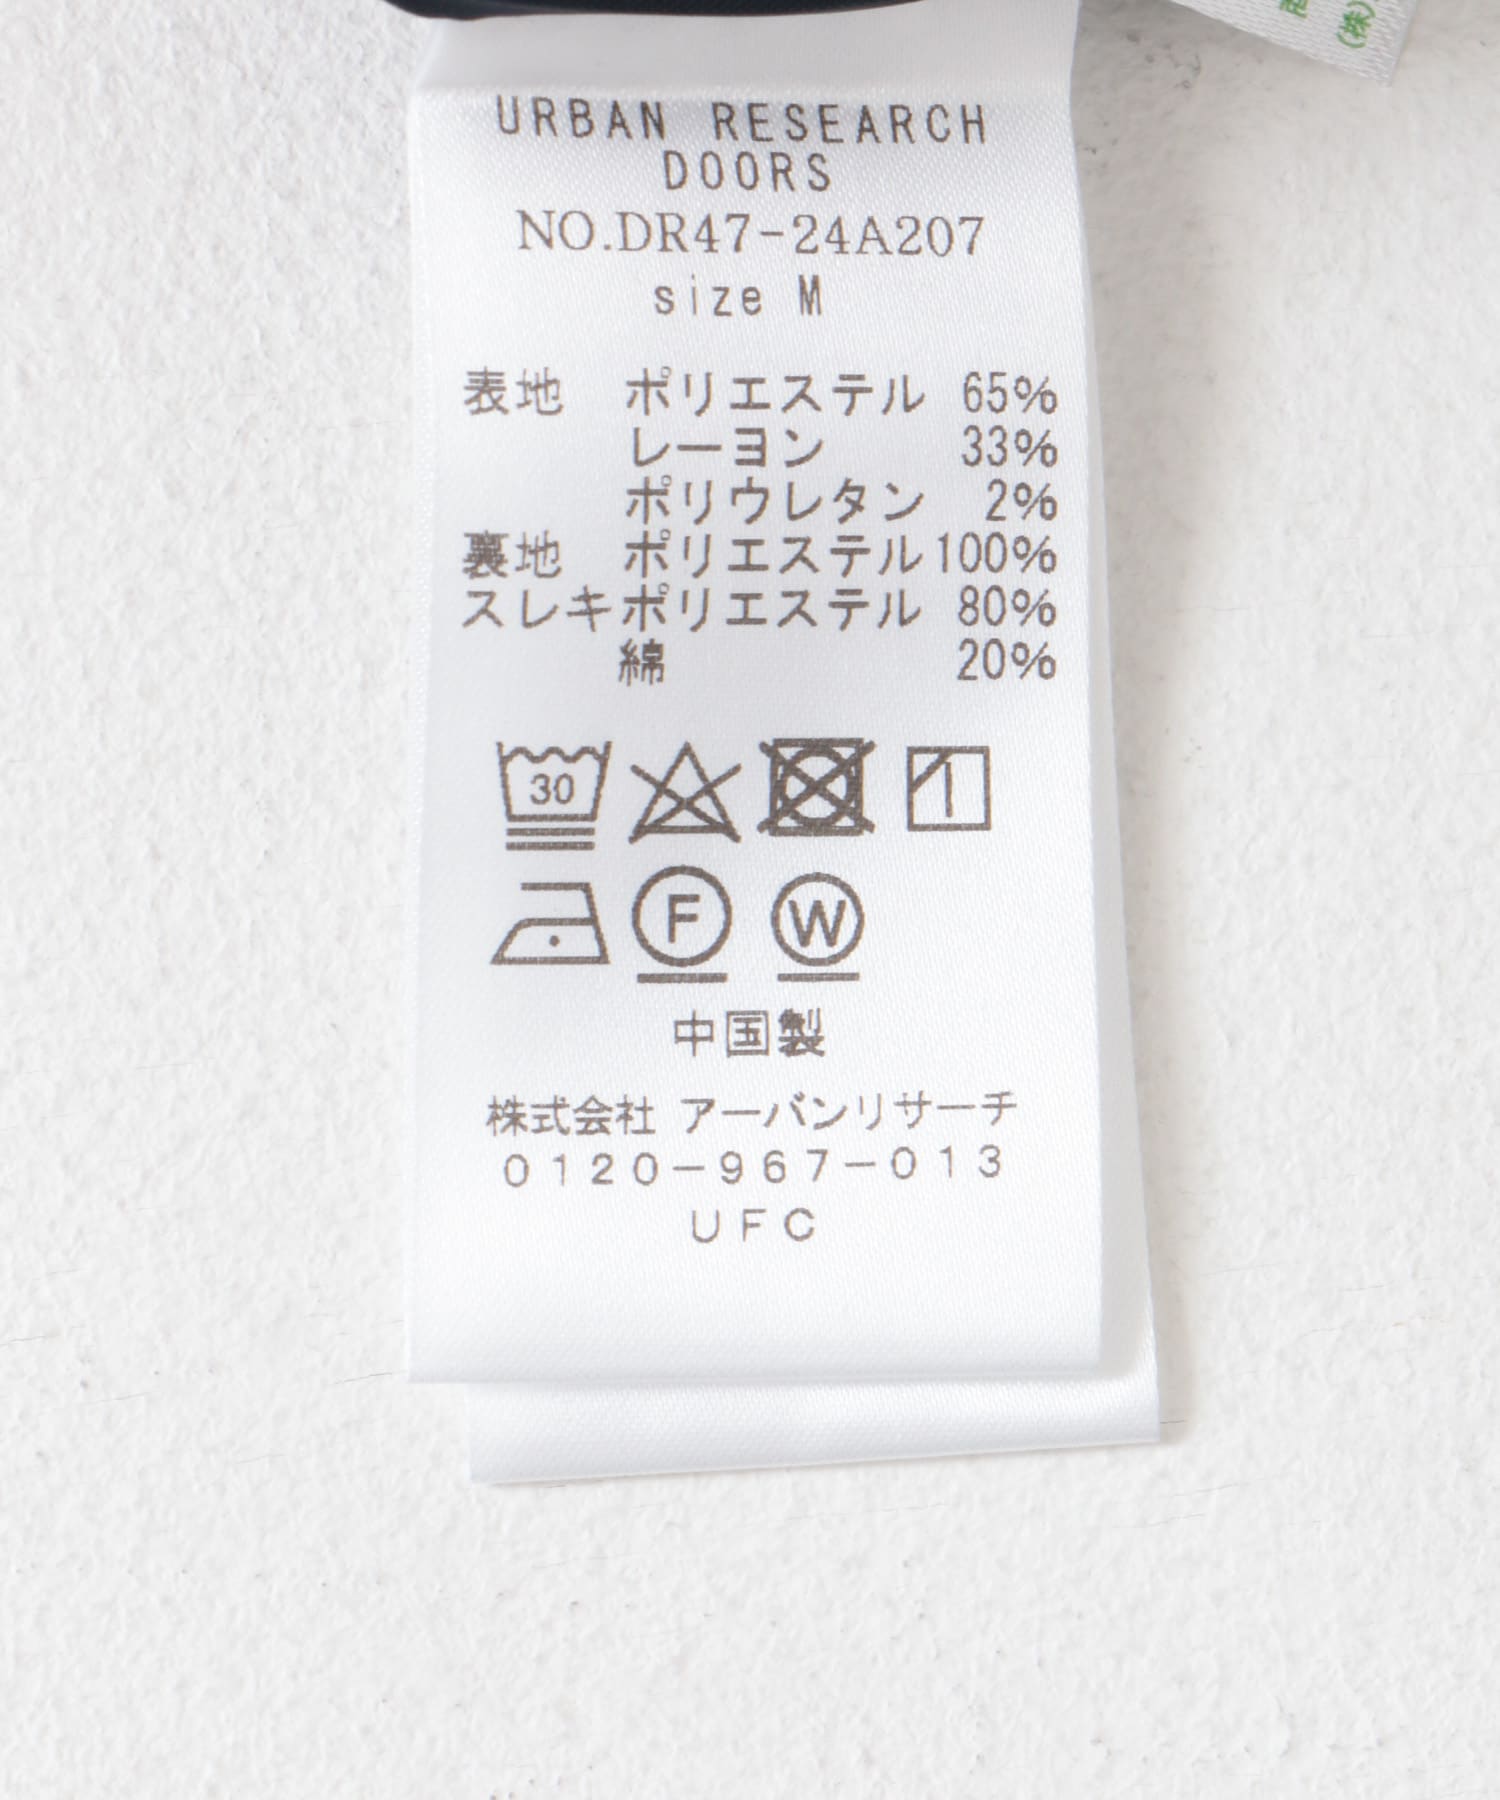 URBAN RESEARCH
DOORS
NO.DR47-24A207
size M
表地 ポリエステル 65%
レーヨン 33%
ポリウレタン 2%
裏地 ポリエステル 100%
スレキ ポリエステル 80%
綿 20%
30
F W
中国製
株式会社 アーバンリサーチ
0120-967-013
UFC
(株)